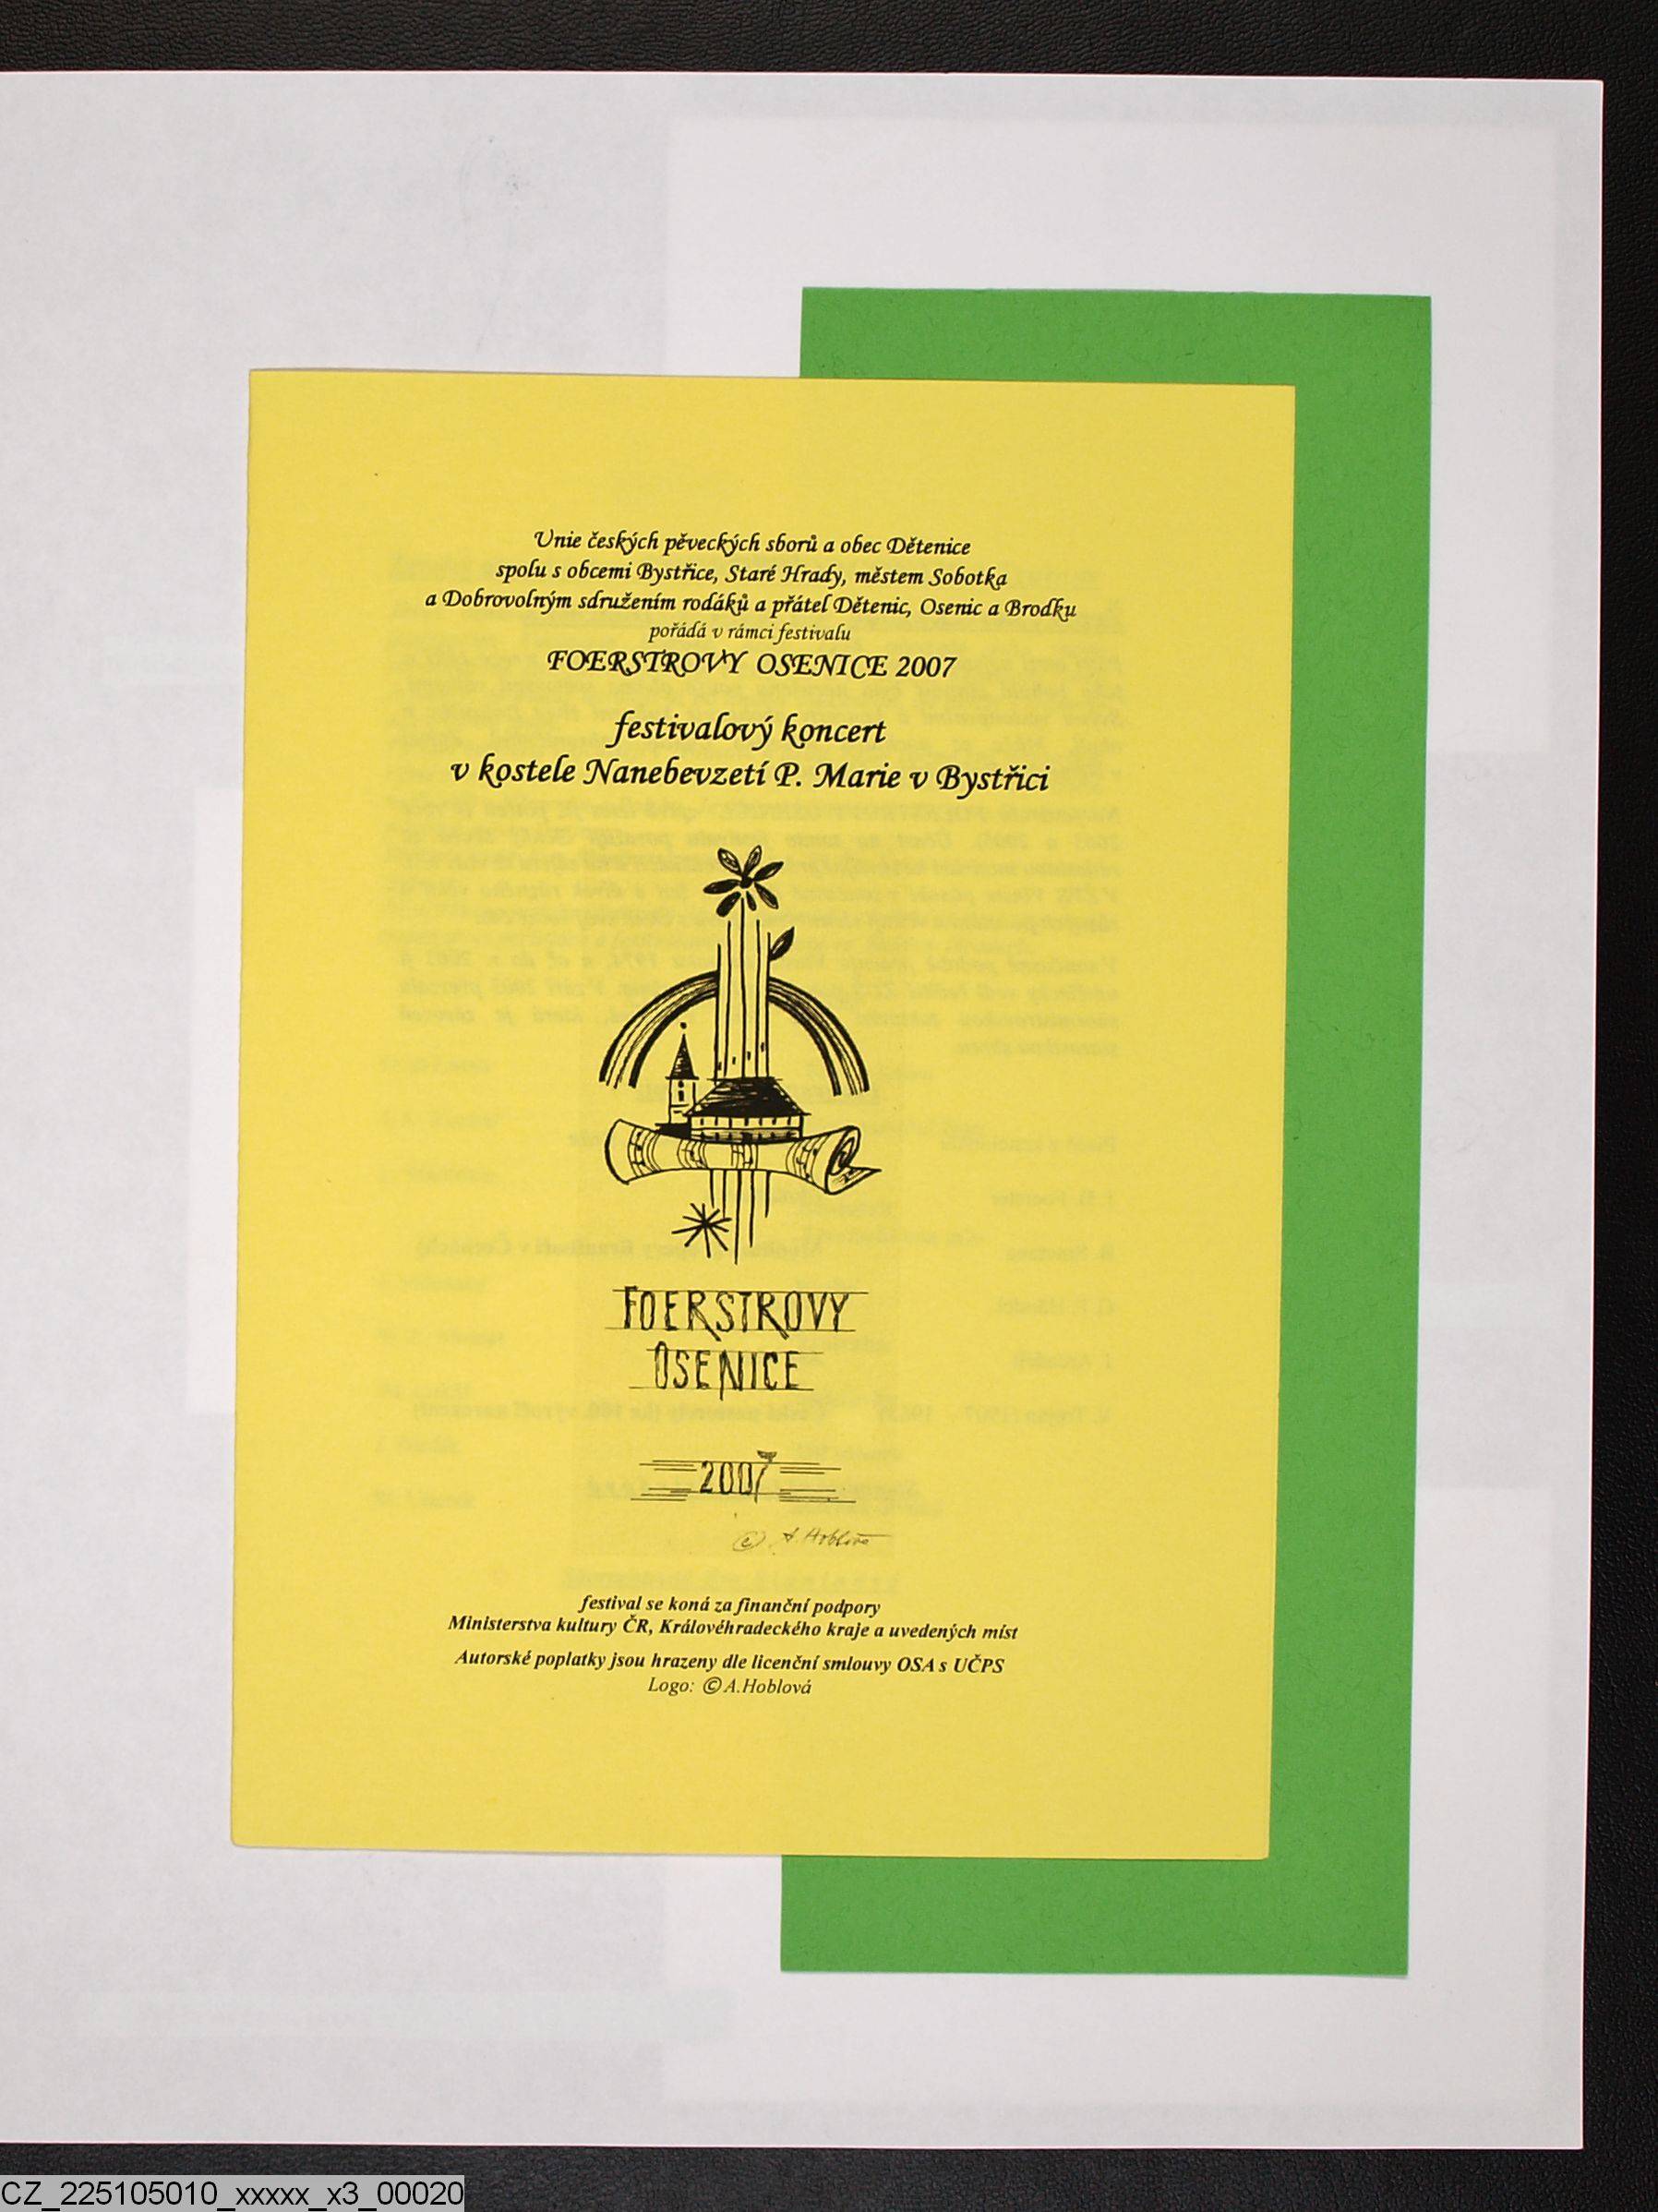 Unie českých pěveckých sborů a obec Dětenice
spolu s obcemi Bystřice, Staré Hrady, městem Sobotka
a Dobrovolným sdružením rodáků a přátel Dětenic, Osenic a Brodku
pořádá v rámci festivalu
FOERSTROVY OSENICE 2007
festivalový koncert
v kostele Nanebevzetí P. Marie v Bystřici
FOERSTROVY
OSENICE
2007
© A. Hoblová
festival se koná za finanční podpory
Ministerstva kultury ČR, Královéhradeckého kraje a uvedených míst
Autorské poplatky jsou hrazeny dle licenční smlouvy OSA s UČPS
Logo: © A.Hoblová
CZ_225105010_xxxxx_x3_00020